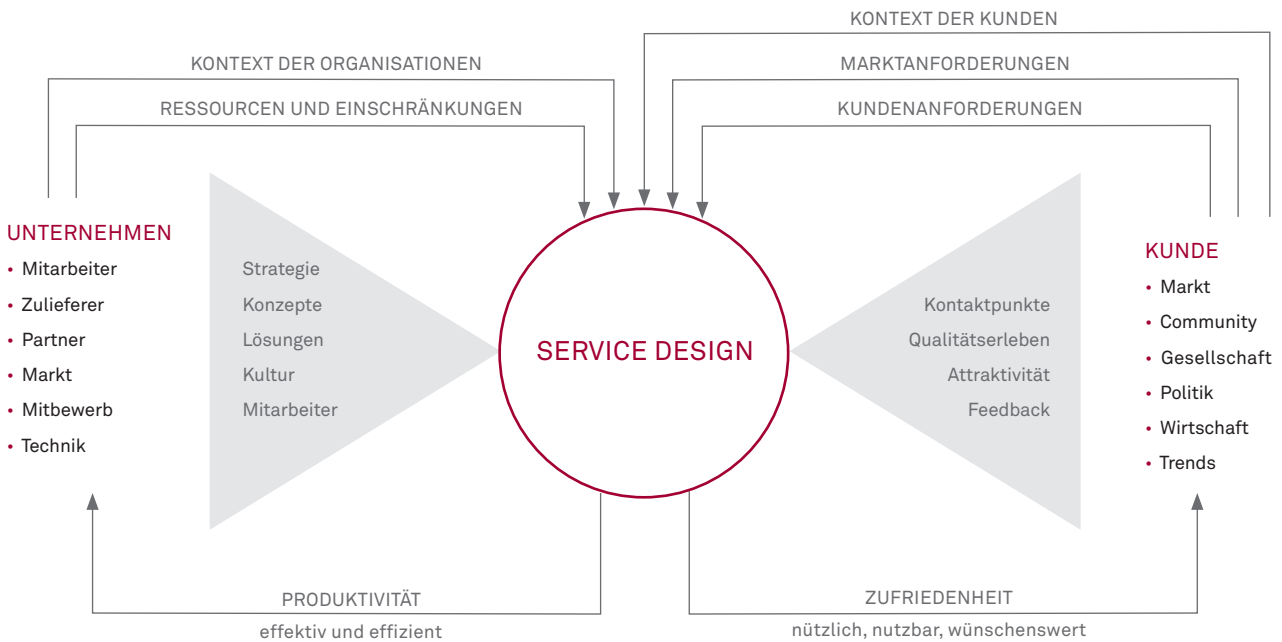 KONTEXT DER KUNDEN
KONTEXT DER ORGANISATIONEN
MARKTANFORDERUNGEN
RESSOURCEN UND EINSCHRÄNKUNGEN
KUNDENANFORDERUNGEN
UNTERNEHMEN
• Mitarbeiter
• Zulieferer
• Partner
• Markt
• Mitbewerb
• Technik
Strategie
Konzepte
Lösungen
Kultur
Mitarbeiter
SERVICE DESIGN
Kontaktpunkte
Qualitätserleben
Attraktivität
Feedback
KUNDE
• Markt
• Community
• Gesellschaft
• Politik
• Wirtschaft
• Trends
PRODUKTIVITÄT
effektiv und effizient
ZUFRIEDENHEIT
nützlich, nutzbar, wünschenswert